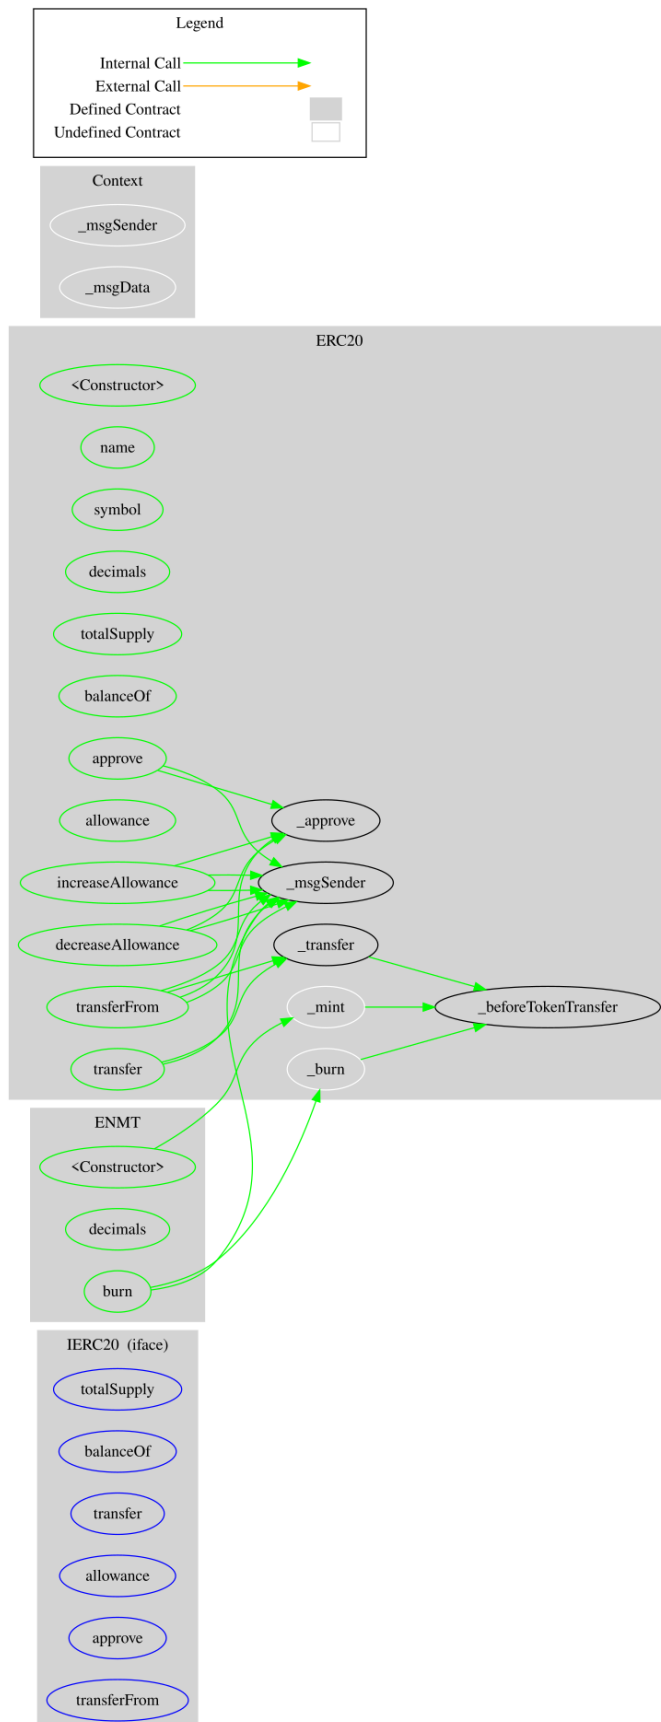 Legend
Internal Call
External Call
Defined Contract
Undefined Contract
Context
_msgSender
_msgData
ERC20
<Constructor>
name
symbol
decimals
totalSupply
balanceOf
approve
allowance
_approve
increaseAllowance
_msgSender
decreaseAllowance
_transfer
transferFrom
_mint
_beforeTokenTransfer
transfer
_burn
ENMT
<Constructor>
decimals
burn
IERC20 (iface)
totalSupply
balanceOf
transfer
allowance
approve
transferFrom